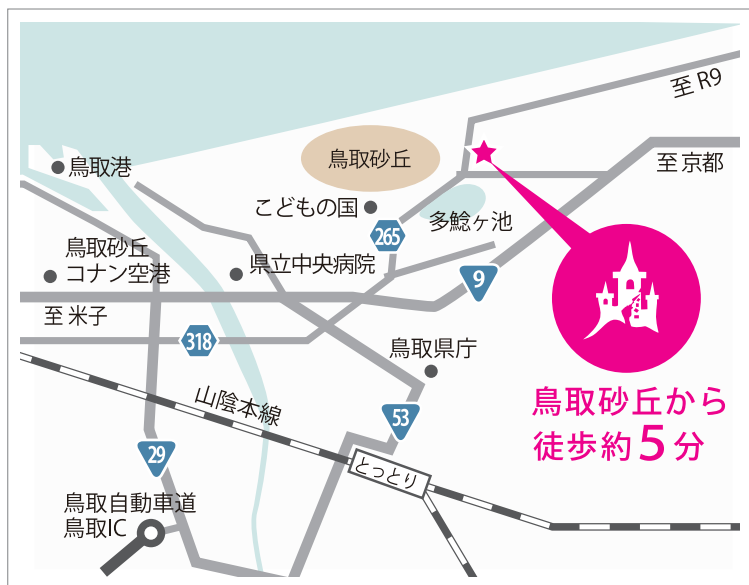 至 R9
鳥取砂丘
至 京都
鳥取港
こどもの国
多鯰ヶ池
265
鳥取砂丘
コナン空港
県立中央病院
9
至 米子
318
鳥取県庁
鳥取砂丘から
徒歩約5分
山陰本線
53
29
とっとり
鳥取自動車道
鳥取IC